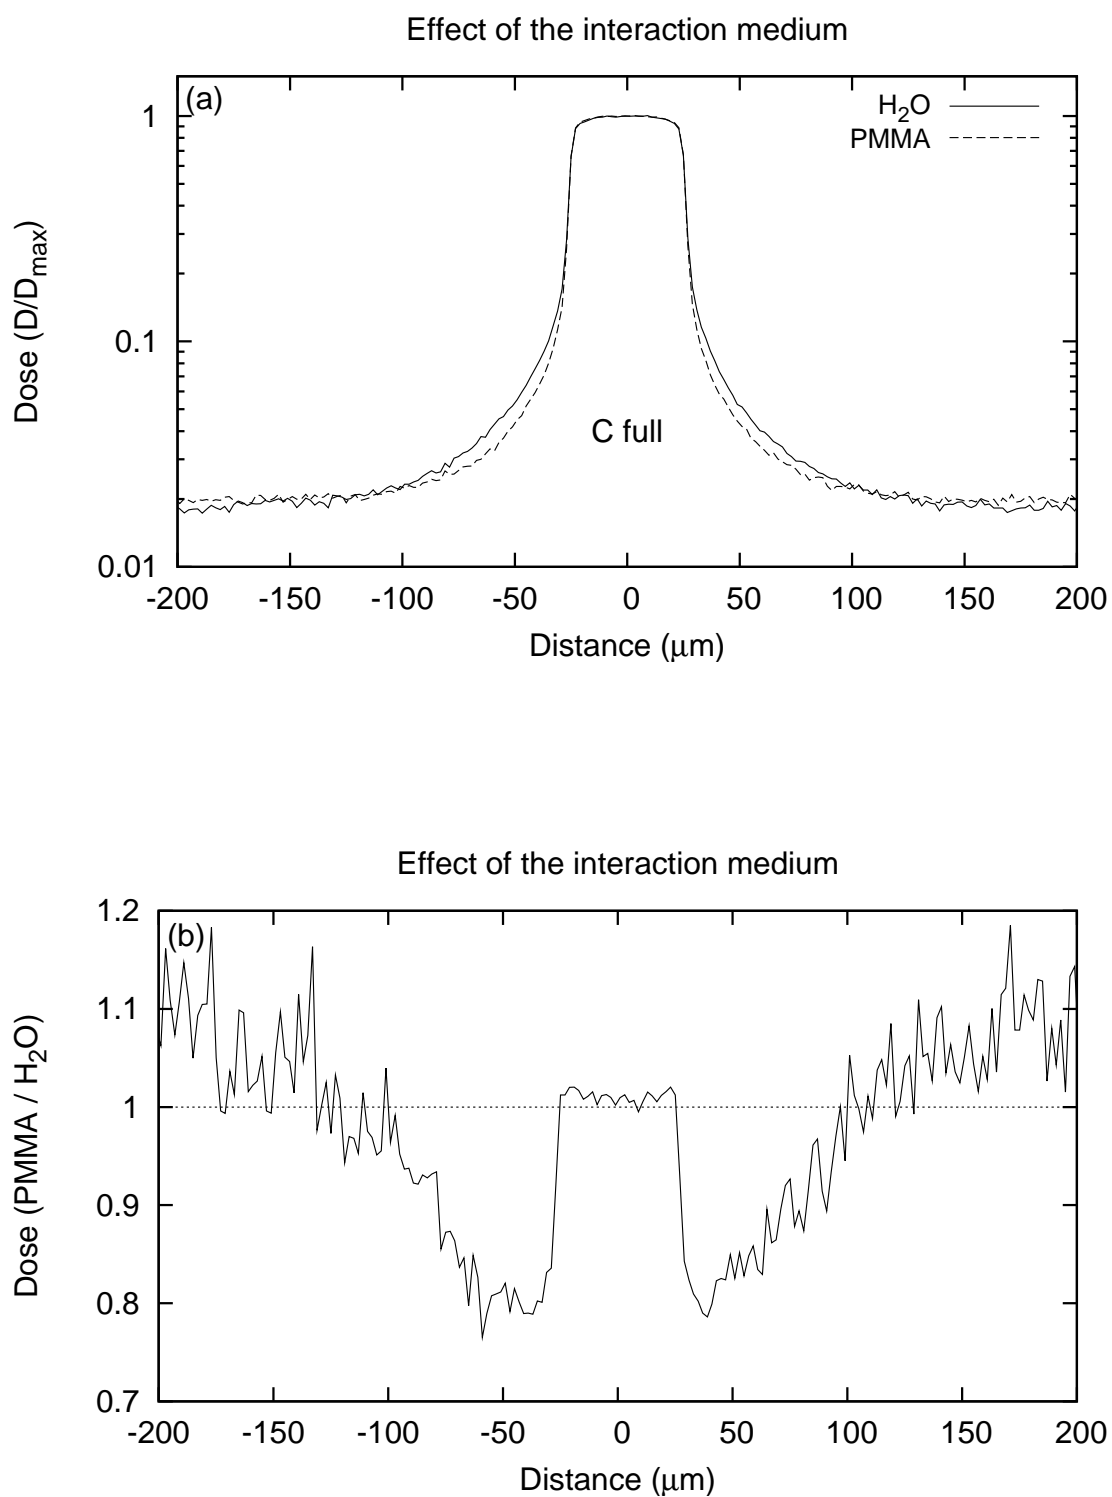 Effect of the interaction medium
(a)
H₂O
PMMA
1
0.1
0.01
Dose (D/Dₘₐₓ)
C full
-200 -150 -100 -50 0 50 100 150 200
Distance (μm)
Effect of the interaction medium
(b)
1.2
1.1
1
0.9
0.8
0.7
Dose (PMMA / H₂O)
-200 -150 -100 -50 0 50 100 150 200
Distance (μm)